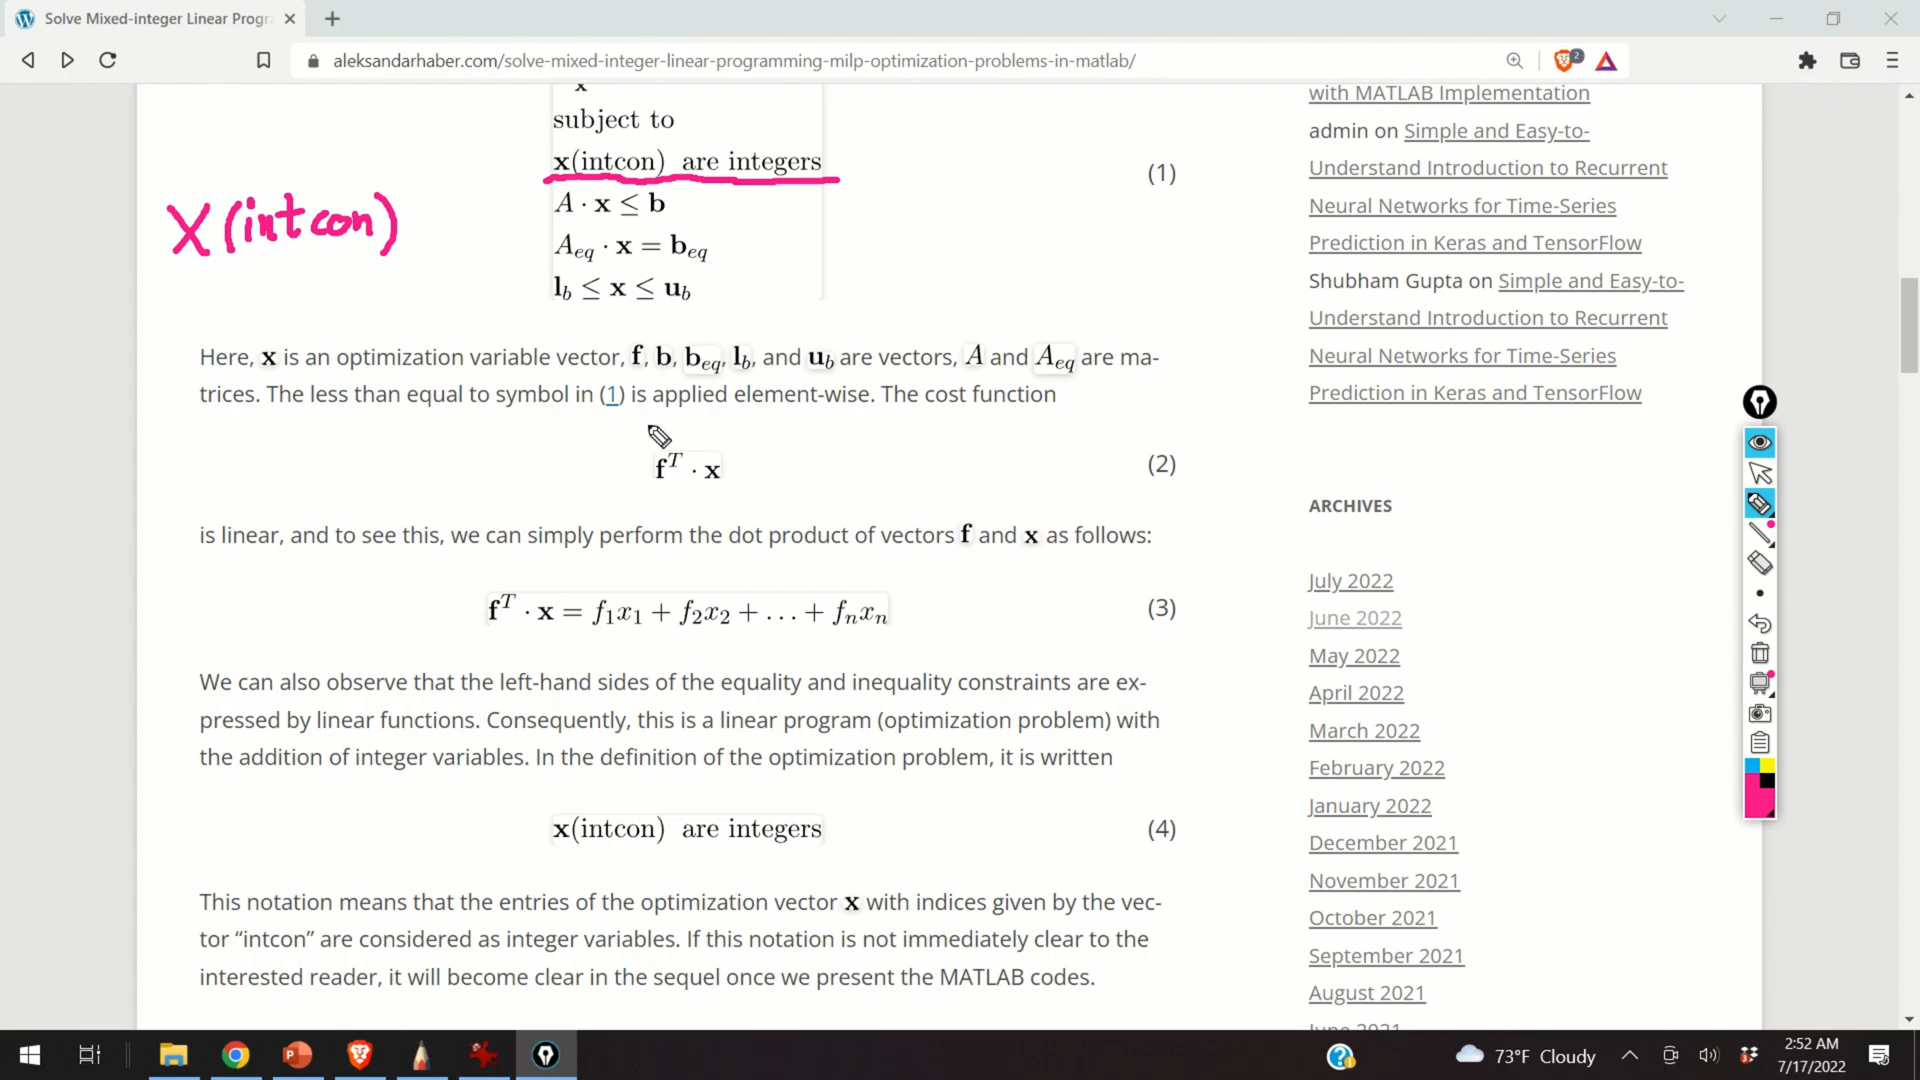 Solve Mixed-integer Linear Progr
aleksandarhaber.com/solve-mixed-integer-linear-programming-milp-optimization-problems-in-matlab/
2
x
subject to
x(intcon) are integers
(1)
X(intcon)
A · x ≤ b
A_eq · x = b_eq
l_b ≤ x ≤ u_b
Here, x is an optimization variable vector, f, b, b_eq, l_b, and u_b are vectors, A and A_eq are ma-
trices. The less than equal to symbol in (1) is applied element-wise. The cost function
f^T · x
(2)
is linear, and to see this, we can simply perform the dot product of vectors f and x as follows:
f^T · x = f_1x_1 + f_2x_2 + … + f_nx_n
(3)
We can also observe that the left-hand sides of the equality and inequality constraints are ex-
pressed by linear functions. Consequently, this is a linear program (optimization problem) with
the addition of integer variables. In the definition of the optimization problem, it is written
x(intcon) are integers
(4)
This notation means that the entries of the optimization vector x with indices given by the vec-
tor “intcon” are considered as integer variables. If this notation is not immediately clear to the
interested reader, it will become clear in the sequel once we present the MATLAB codes.
with MATLAB Implementation
admin on Simple and Easy-to-
Understand Introduction to Recurrent
Neural Networks for Time-Series
Prediction in Keras and TensorFlow
Shubham Gupta on Simple and Easy-to-
Understand Introduction to Recurrent
Neural Networks for Time-Series
Prediction in Keras and TensorFlow
ARCHIVES
July 2022
June 2022
May 2022
April 2022
March 2022
February 2022
January 2022
December 2021
November 2021
October 2021
September 2021
August 2021
June 2021
73°F Cloudy
2:52 AM
7/17/2022